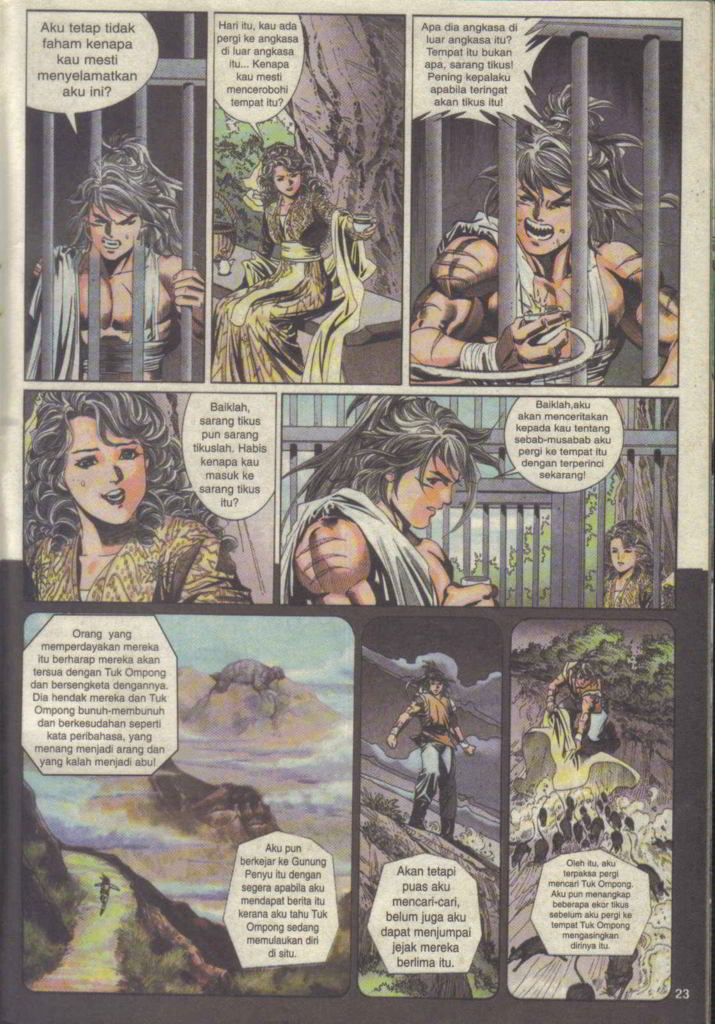 Aku tetap tidak
faham kenapa
kau mesti
menyelamatkan
aku ini?
Hari itu, kau ada
pergi ke angkasa
di luar angkasa
itu... Kenapa
kau mesti
mencerobohi
tempat itu?
Apa dia angkasa di
luar angkasa itu?
Tempat itu bukan
apa, sarang tikus!
Pening kepalaku
apabila teringat
akan tikus itu!
Baiklah,
sarang tikus
pun sarang
tikuslah. Habis
kenapa kau
masuk ke
sarang tikus
itu?
Baiklah,aku
akan menceritakan
kepada kau tentang
sebab-musabab aku
pergi ke tempat itu
dengan terperinci
sekarang!
Orang yang
memperdayakan mereka
itu berharap mereka akan
tersua dengan Tuk Ompong
dan bersengketa dengannya.
Dia hendak mereka dan Tuk
Ompong bunuh-membunuh
dan berkesudahan seperti
kata peribahasa, yang
menang menjadi arang dan
yang kalah menjadi abu!
Aku pun
berkejar ke Gunung
Penyu itu dengan
segera apabila aku
mendapat berita itu
kerana aku tahu Tuk
Ompong sedang
memulaukan diri
di situ.
Akan tetapi
puas aku
mencari-cari,
belum juga aku
dapat menjumpai
jejak mereka
berlima itu.
Oleh itu, aku
terpaksa pergi
mencari Tuk Ompong.
Aku pun menangkap
beberapa ekor tikus
sebelum aku pergi ke
tempat Tuk Ompong
mengasingkan
dirinya itu.
23